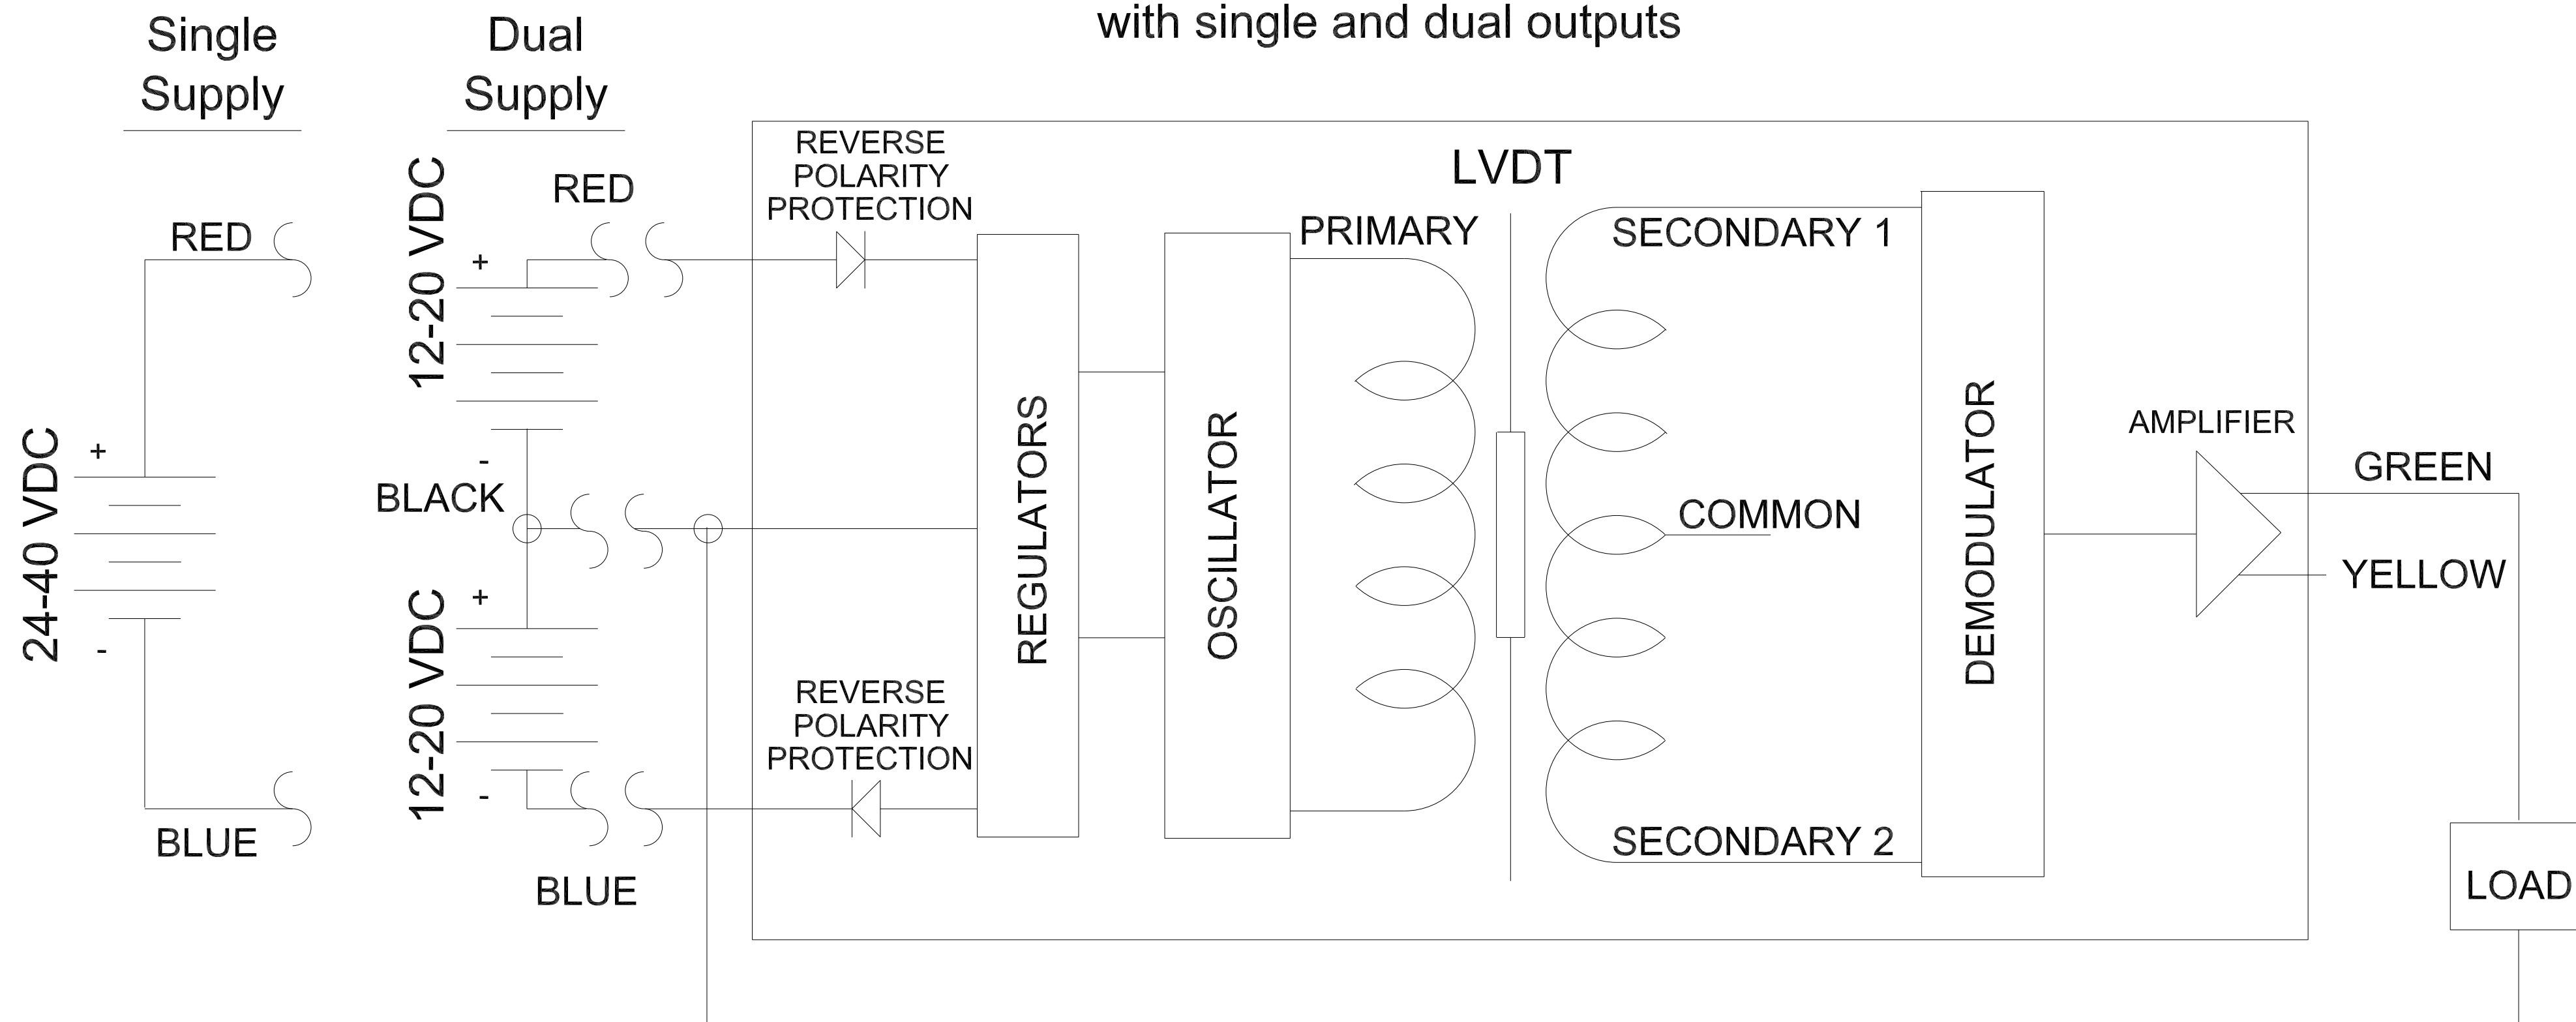 with single and dual outputs
Single
Supply
Dual
Supply
RED
24-40 VDC
+
-
BLUE
12-20 VDC
RED
+
-
BLACK
12-20 VDC
+
-
BLUE
REVERSE
POLARITY
PROTECTION
REVERSE
POLARITY
PROTECTION
REGULATORS
OSCILLATOR
LVDT
PRIMARY
SECONDARY 1
COMMON
SECONDARY 2
DEMODULATOR
AMPLIFIER
GREEN
YELLOW
LOAD